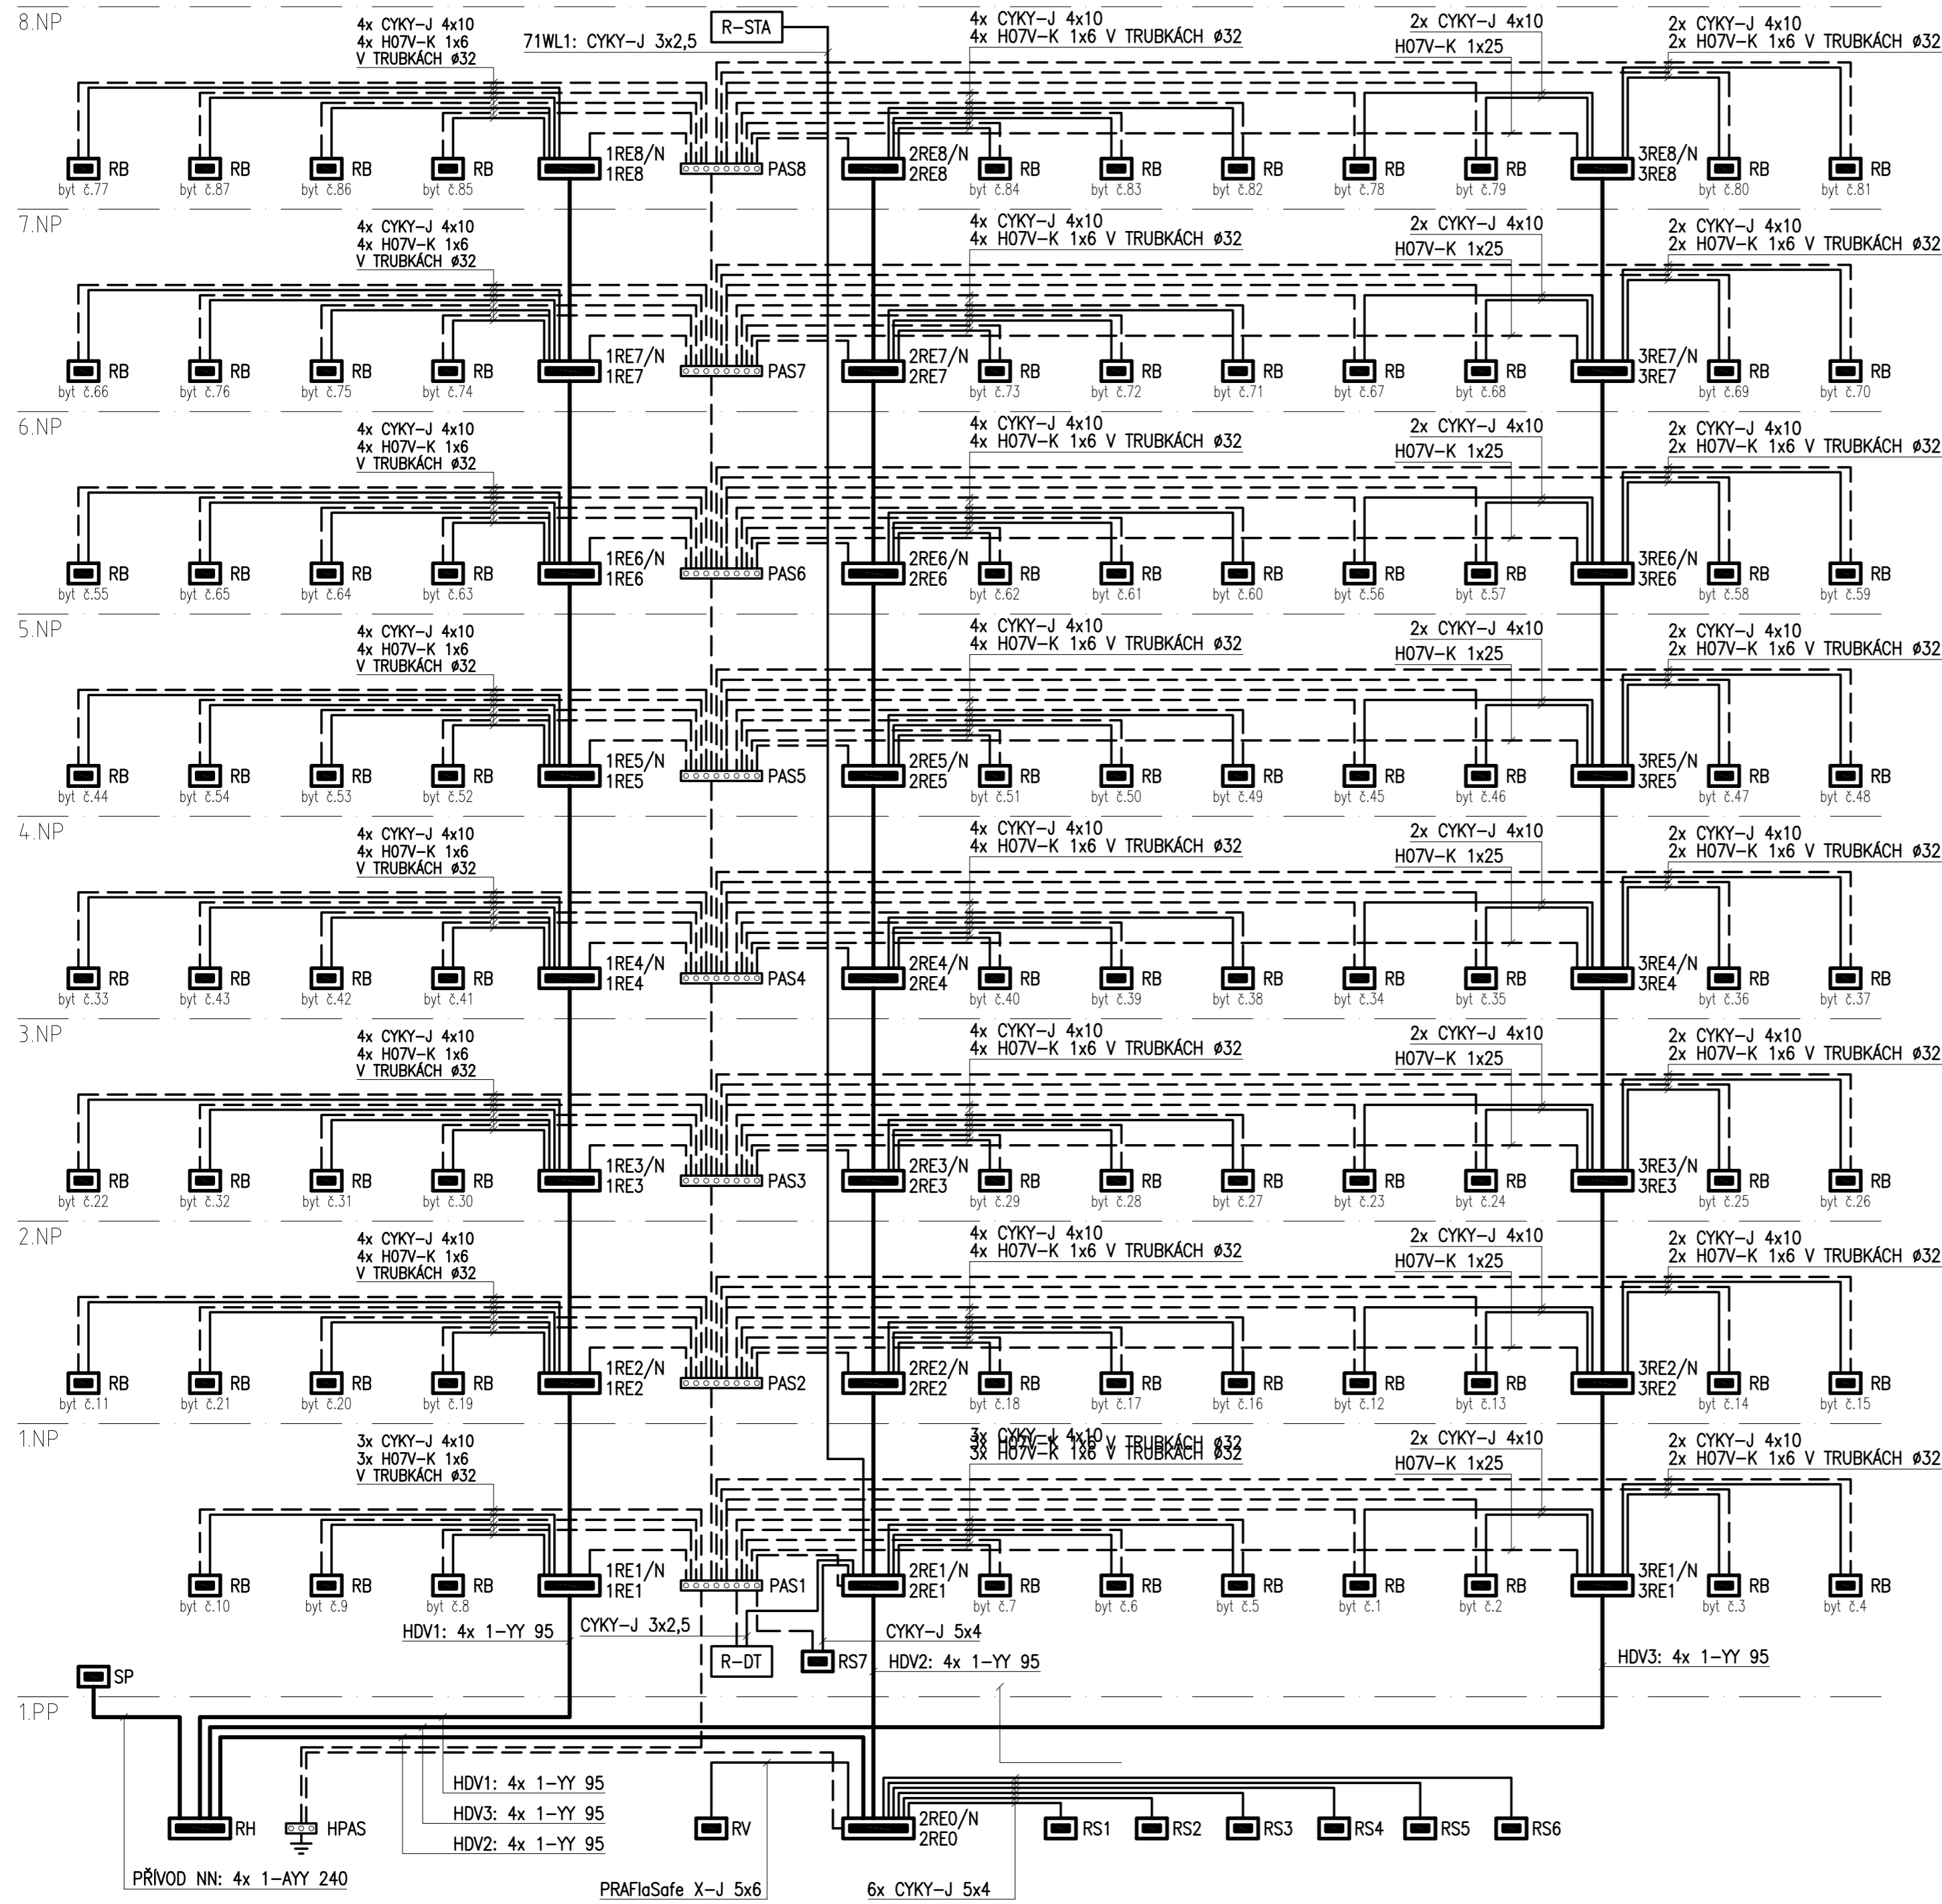 8.NP
4x CYKY-J 4x10
4x H07V-K 1x6
V TRUBKÁCH ø32
R-STA
71WL1: CYKY-J 3x2,5
4x CYKY-J 4x10
4x H07V-K 1x6 V TRUBKÁCH ø32
2x CYKY-J 4x10
H07V-K 1x25
2x CYKY-J 4x10
2x H07V-K 1x6 V TRUBKÁCH ø32
RB RB RB RB 1RE8/N PAS8 2RE8/N RB RB RB RB RB 3RE8/N RB RB
1RE8 2RE8 3RE8
byt č.77 byt č.87 byt č.86 byt č.85 byt č.84 byt č.83 byt č.82 byt č.78 byt č.79 byt č.80 byt č.81
7.NP
4x CYKY-J 4x10
4x H07V-K 1x6
V TRUBKÁCH ø32
4x CYKY-J 4x10
4x H07V-K 1x6 V TRUBKÁCH ø32
2x CYKY-J 4x10
H07V-K 1x25
2x CYKY-J 4x10
2x H07V-K 1x6 V TRUBKÁCH ø32
RB RB RB RB 1RE7/N PAS7 2RE7/N RB RB RB RB RB 3RE7/N RB RB
1RE7 2RE7 3RE7
byt č.66 byt č.76 byt č.75 byt č.74 byt č.73 byt č.72 byt č.71 byt č.67 byt č.68 byt č.69 byt č.70
6.NP
4x CYKY-J 4x10
4x H07V-K 1x6
V TRUBKÁCH ø32
4x CYKY-J 4x10
4x H07V-K 1x6 V TRUBKÁCH ø32
2x CYKY-J 4x10
H07V-K 1x25
2x CYKY-J 4x10
2x H07V-K 1x6 V TRUBKÁCH ø32
RB RB RB RB 1RE6/N PAS6 2RE6/N RB RB RB RB RB 3RE6/N RB RB
1RE6 2RE6 3RE6
byt č.55 byt č.65 byt č.64 byt č.63 byt č.62 byt č.61 byt č.60 byt č.56 byt č.57 byt č.58 byt č.59
5.NP
4x CYKY-J 4x10
4x H07V-K 1x6
V TRUBKÁCH ø32
4x CYKY-J 4x10
4x H07V-K 1x6 V TRUBKÁCH ø32
2x CYKY-J 4x10
H07V-K 1x25
2x CYKY-J 4x10
2x H07V-K 1x6 V TRUBKÁCH ø32
RB RB RB RB 1RE5/N PAS5 2RE5/N RB RB RB RB RB 3RE5/N RB RB
1RE5 2RE5 3RE5
byt č.44 byt č.54 byt č.53 byt č.52 byt č.51 byt č.50 byt č.49 byt č.45 byt č.46 byt č.47 byt č.48
4.NP
4x CYKY-J 4x10
4x H07V-K 1x6
V TRUBKÁCH ø32
4x CYKY-J 4x10
4x H07V-K 1x6 V TRUBKÁCH ø32
2x CYKY-J 4x10
H07V-K 1x25
2x CYKY-J 4x10
2x H07V-K 1x6 V TRUBKÁCH ø32
RB RB RB RB 1RE4/N PAS4 2RE4/N RB RB RB RB RB 3RE4/N RB RB
1RE4 2RE4 3RE4
byt č.33 byt č.43 byt č.42 byt č.41 byt č.40 byt č.39 byt č.38 byt č.34 byt č.35 byt č.36 byt č.37
3.NP
4x CYKY-J 4x10
4x H07V-K 1x6
V TRUBKÁCH ø32
4x CYKY-J 4x10
4x H07V-K 1x6 V TRUBKÁCH ø32
2x CYKY-J 4x10
H07V-K 1x25
2x CYKY-J 4x10
2x H07V-K 1x6 V TRUBKÁCH ø32
RB RB RB RB 1RE3/N PAS3 2RE3/N RB RB RB RB RB 3RE3/N RB RB
1RE3 2RE3 3RE3
byt č.22 byt č.32 byt č.31 byt č.30 byt č.29 byt č.28 byt č.27 byt č.23 byt č.24 byt č.25 byt č.26
2.NP
4x CYKY-J 4x10
4x H07V-K 1x6
V TRUBKÁCH ø32
4x CYKY-J 4x10
4x H07V-K 1x6 V TRUBKÁCH ø32
2x CYKY-J 4x10
H07V-K 1x25
2x CYKY-J 4x10
2x H07V-K 1x6 V TRUBKÁCH ø32
RB RB RB RB 1RE2/N PAS2 2RE2/N RB RB RB RB RB 3RE2/N RB RB
1RE2 2RE2 3RE2
byt č.11 byt č.21 byt č.20 byt č.19 byt č.18 byt č.17 byt č.16 byt č.12 byt č.13 byt č.14 byt č.15
1.NP
3x CYKY-J 4x10
3x H07V-K 1x6
V TRUBKÁCH ø32
3x CYKY-J 4x10
3x H07V-K 1x6 V TRUBKÁCH ø32
3x H07V-K 1x6 V TRUBKÁCH ø32
2x CYKY-J 4x10
H07V-K 1x25
2x CYKY-J 4x10
2x H07V-K 1x6 V TRUBKÁCH ø32
RB RB RB 1RE1/N PAS1 2RE1/N RB RB RB RB RB 3RE1/N RB RB
1RE1 2RE1 3RE1
byt č.10 byt č.9 byt č.8 byt č.7 byt č.6 byt č.5 byt č.1 byt č.2 byt č.3 byt č.4
HDV1: 4x 1-YY 95
CYKY-J 3x2,5
CYKY-J 5x4
R-DT
RS7
HDV2: 4x 1-YY 95
HDV3: 4x 1-YY 95
SP
1.PP
HDV1: 4x 1-YY 95
HDV3: 4x 1-YY 95
HDV2: 4x 1-YY 95
RH HPAS RV 2RE0/N RS1 RS2 RS3 RS4 RS5 RS6
2RE0
PŘÍVOD NN: 4x 1-AYY 240
PRAFlaSafe X-J 5x6
6x CYKY-J 5x4